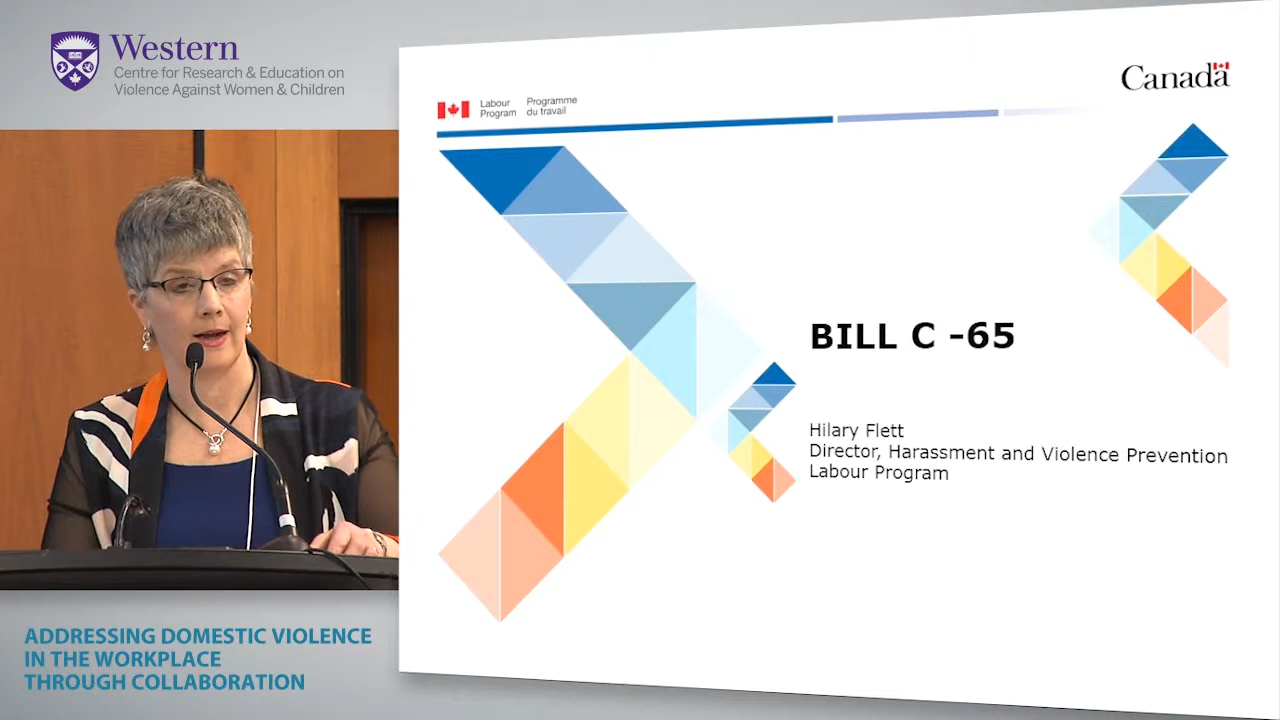 Western
Centre for Research & Education on
Violence Against Women & Children
Labour Program
Programme du travail
Canada
BILL C -65
Hilary Flett
Director, Harassment and Violence Prevention
Labour Program
ADDRESSING DOMESTIC VIOLENCE
IN THE WORKPLACE
THROUGH COLLABORATION